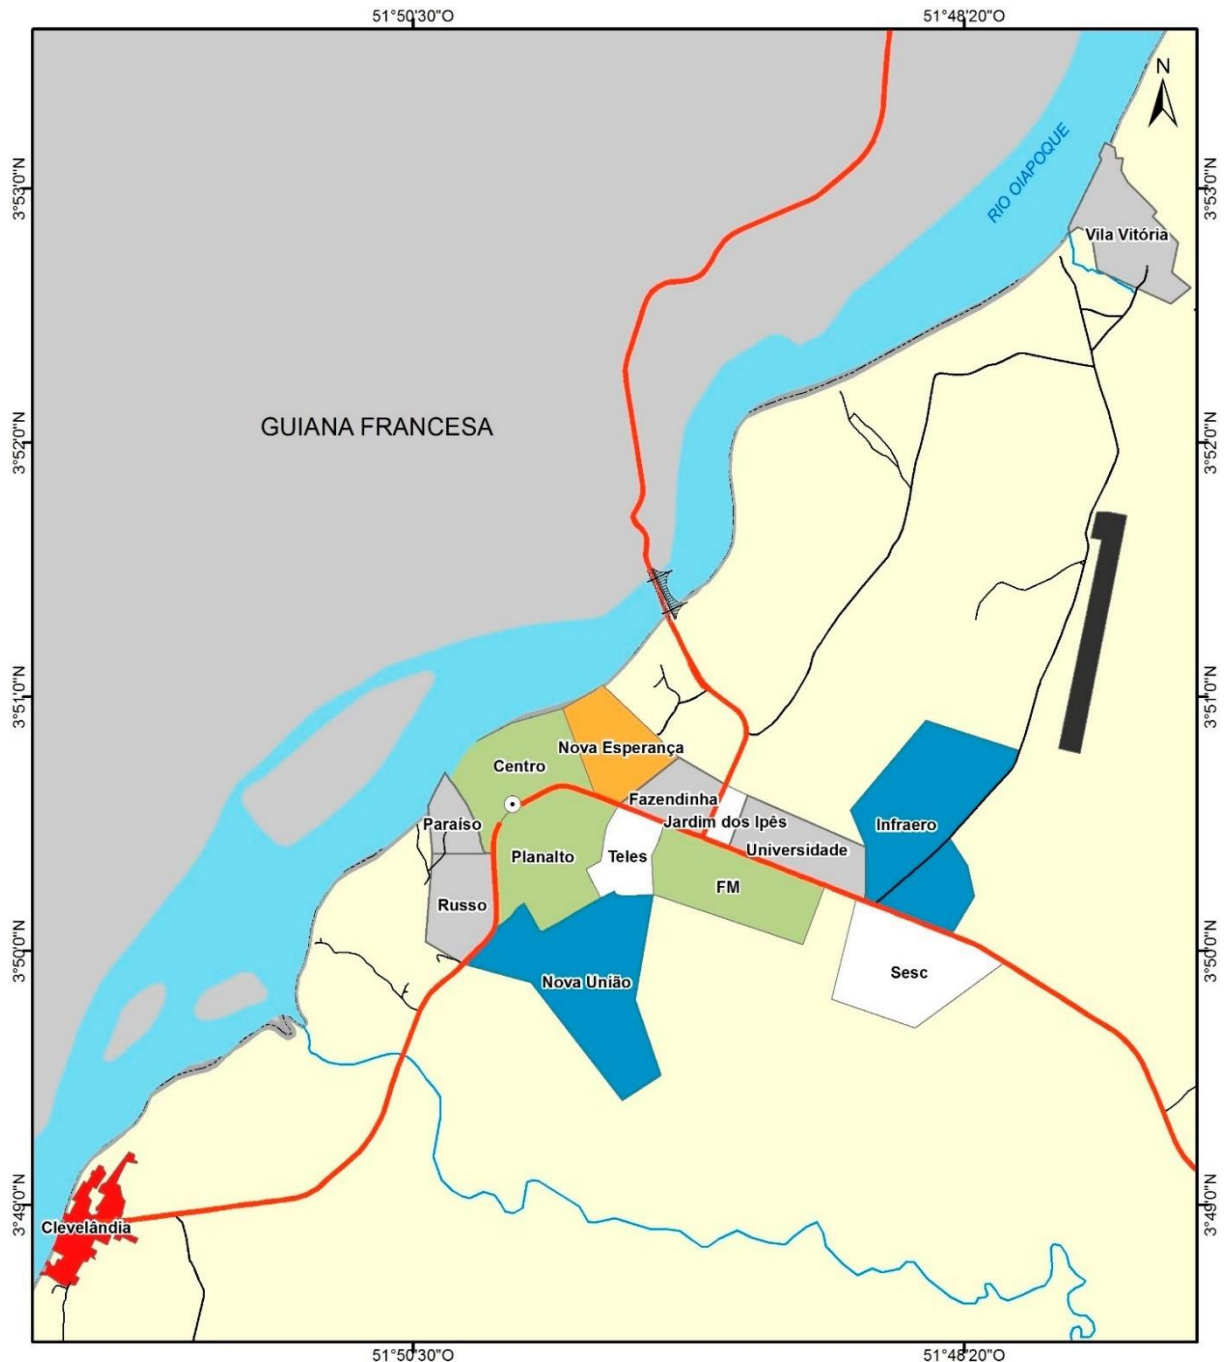 51°50'30"O
51°48'20"O
N
3°53'0"N
3°53'0"N
RIO OIAPOQUE
Vila Vitória
GUIANA FRANCESA
3°52'0"N
3°52'0"N
3°51'0"N
3°51'0"N
Nova Esperança
Centro
Fazendinha
Paraíso
Jardim dos Ipês
Infraero
Planalto
Teles
Universidade
FM
Russo
3°50'0"N
3°50'0"N
Sesc
Nova União
3°49'0"N
3°49'0"N
Clevelândia
51°50'30"O
51°48'20"O